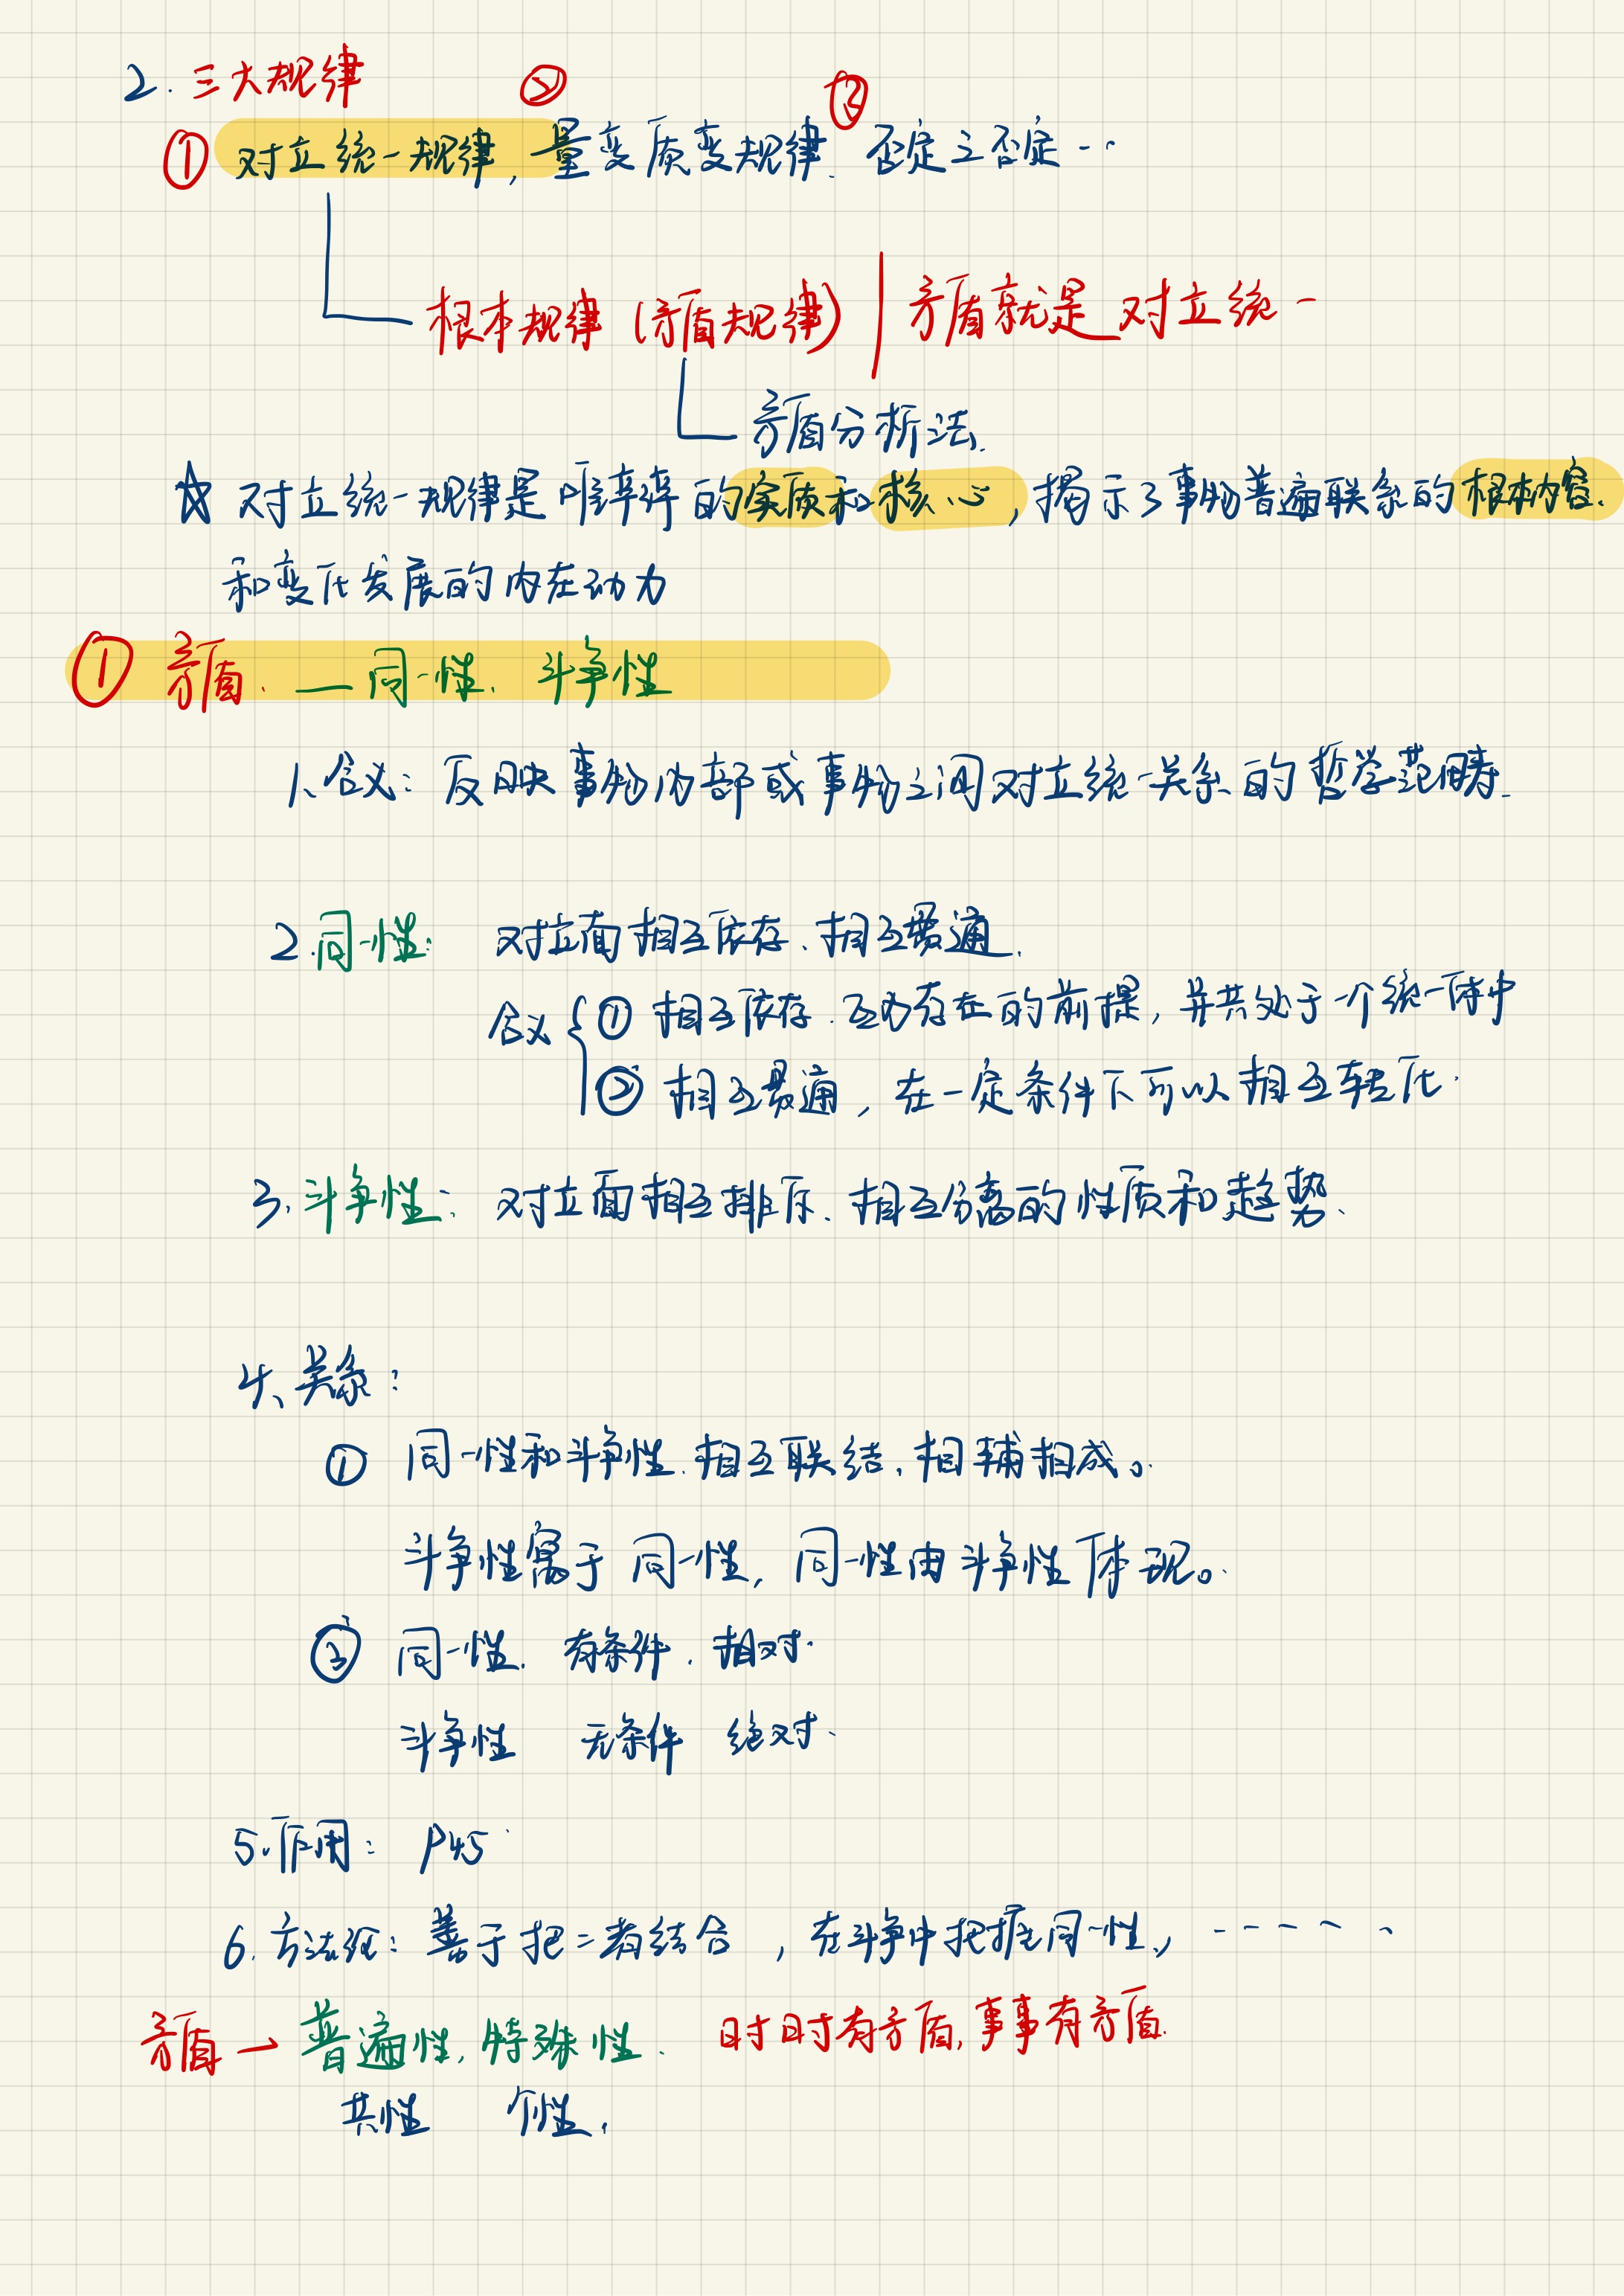 2. 三大规律 ② ③
① 对立统一规律, 量变质变规律. 否定之否定 - -
根本规律 (矛盾规律) | 矛盾就是 对立统一
矛盾分析法.
☆ 对立统一规律是 唯辛辛 的实质和核心, 揭示了事物普遍联系的根本内容.
和变化发展的内在动力
① 矛盾. — 同一性. 斗争性
1、含义: 反映事物内部或事物之间对立统一关系的哲学范畴.
2. 同一性: 对立面相互依存、相互贯通.
含义 { ① 相互依存. 互为存在的前提, 并共处于一个统一体中
② 相互贯通, 在一定条件下可以相互转化.
3. 斗争性: 对立面相互排斥. 相互分离的性质和趋势、
4、关系:
① 同一性和斗争性. 相互联结, 相辅相成。
斗争性寓于同一性, 同一性由斗争性体现。
② 同一性. 有条件. 相对.
斗争性 无条件 绝对.
5. 作用: P45
6. 方法论: 善于把二者结合, 在斗争中把握同一性, - - - - -
矛盾 — 普遍性, 特殊性. 时时有矛盾, 事事有矛盾.
共性 个性.